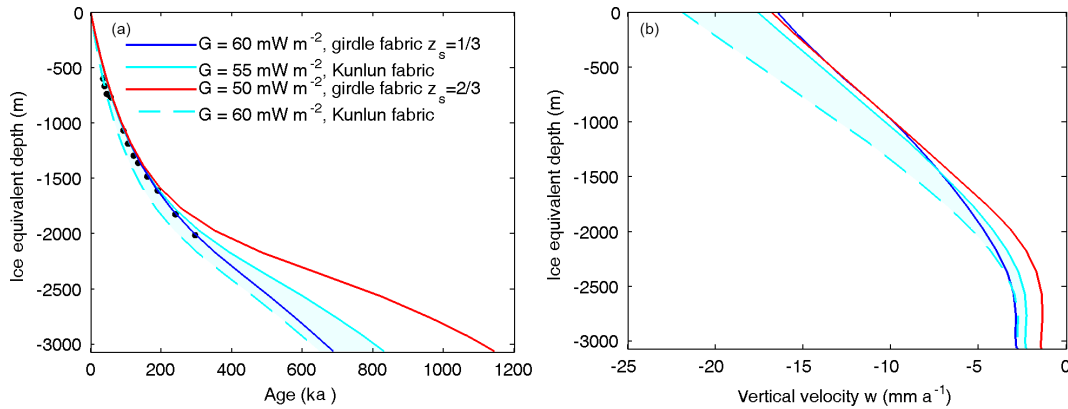 (a)
G = 60 mW m⁻², girdle fabric z_s=1/3
G = 55 mW m⁻², Kunlun fabric
G = 50 mW m⁻², girdle fabric z_s=2/3
G = 60 mW m⁻², Kunlun fabric
0
-500
-1000
-1500
-2000
-2500
-3000
Ice equivalent depth (m)
0 200 400 600 800 1000 1200
Age (ka )
(b)
0
-500
-1000
-1500
-2000
-2500
-3000
Ice equivalent depth (m)
-25 -20 -15 -10 -5 0
Vertical velocity w (mm a⁻¹)